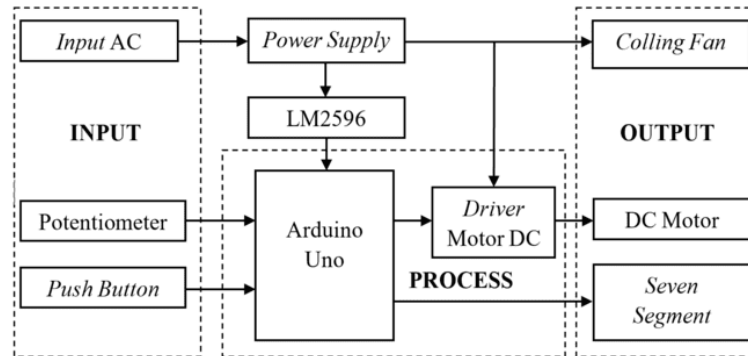 Input AC
Power Supply
Colling Fan
INPUT
LM2596
OUTPUT
Potentiometer
Arduino
Uno
Driver
Motor DC
DC Motor
Push Button
PROCESS
Seven
Segment